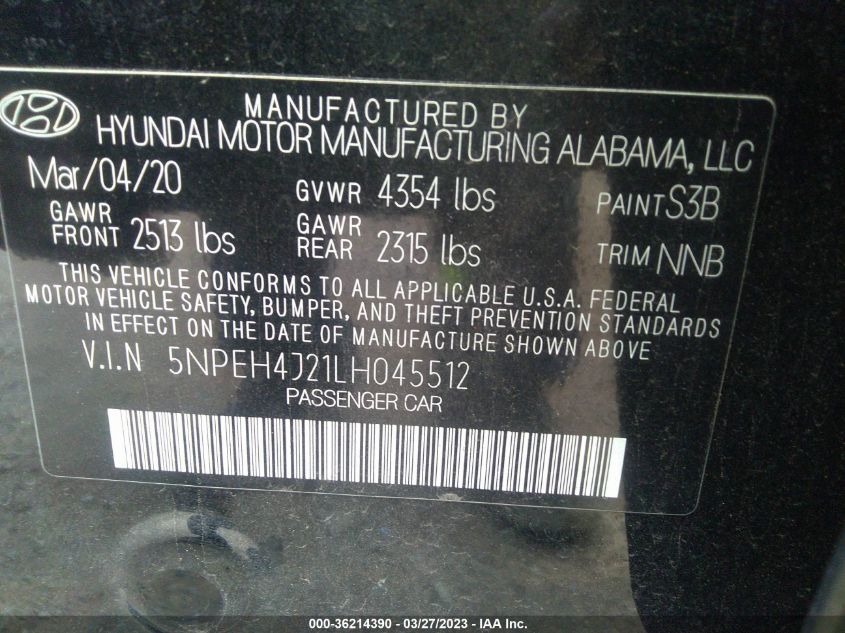 MANUFACTURED BY
HYUNDAI MOTOR MANUFACTURING ALABAMA, LLC
Mar/04/20 GVWR 4354 lbs PAINT S3B
GAWR FRONT 2513 lbs GAWR REAR 2315 lbs TRIM NNB
THIS VEHICLE CONFORMS TO ALL APPLICABLE U.S.A. FEDERAL
MOTOR VEHICLE SAFETY, BUMPER, AND THEFT PREVENTION STANDARDS
IN EFFECT ON THE DATE OF MANUFACTURE SHOWN ABOVE
V.I.N 5NPEH4J21LH045512
PASSENGER CAR
000-36214390 - 03/27/2023 - IAA Inc.